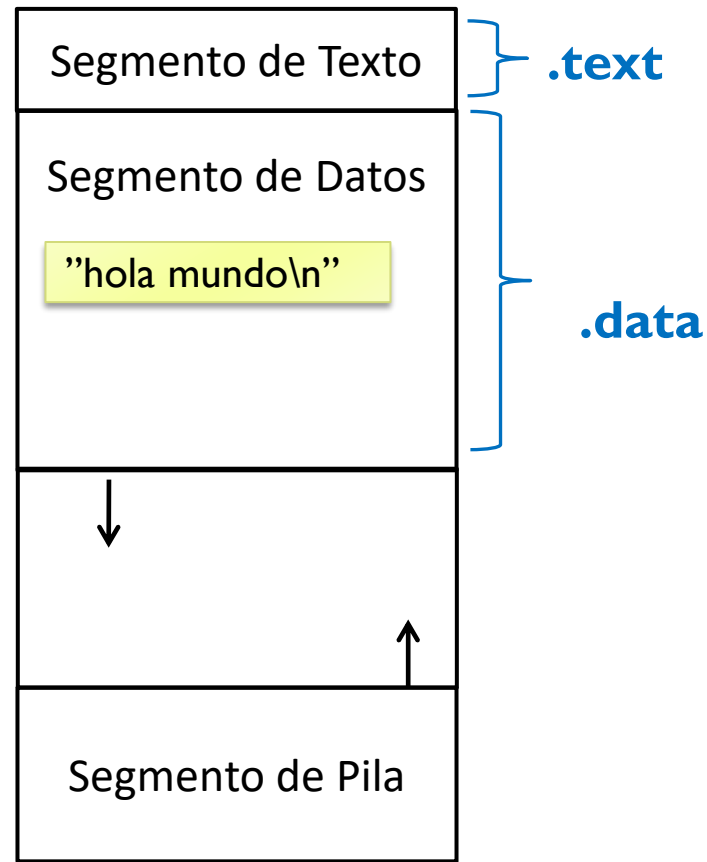 Segmento de Texto
.text
Segmento de Datos
”hola mundo\n”
.data
Segmento de Pila